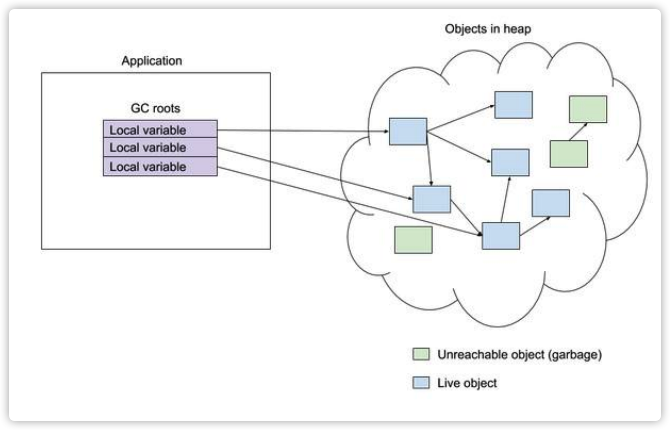 Objects in heap
Application
GC roots
Local variable
Local variable
Local variable
Unreachable object (garbage)
Live object